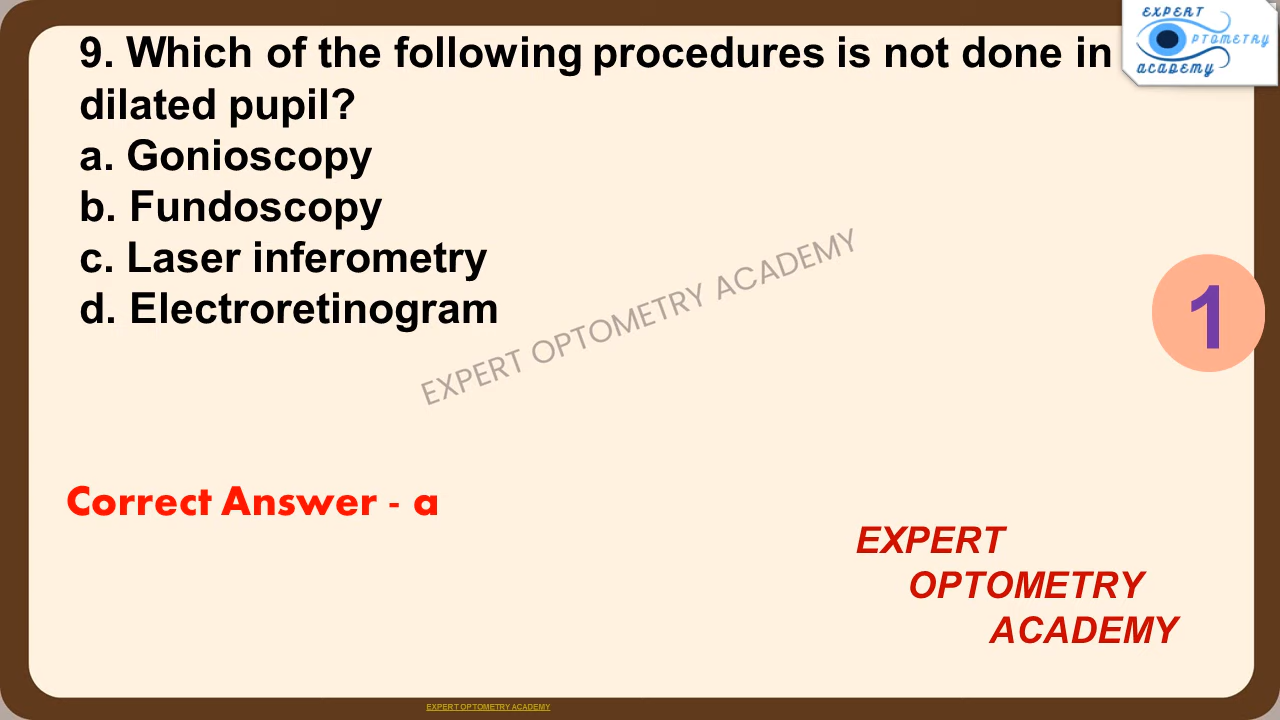 9. Which of the following procedures is not done in
dilated pupil?
a. Gonioscopy
b. Fundoscopy
c. Laser inferometry
d. Electroretinogram
EXPERT
PTOMETRY
ACADEMY
EXPERT OPTOMETRY ACADEMY
1
Correct Answer - a
EXPERT
OPTOMETRY
ACADEMY
EXPERT OPTOMETRY ACADEMY